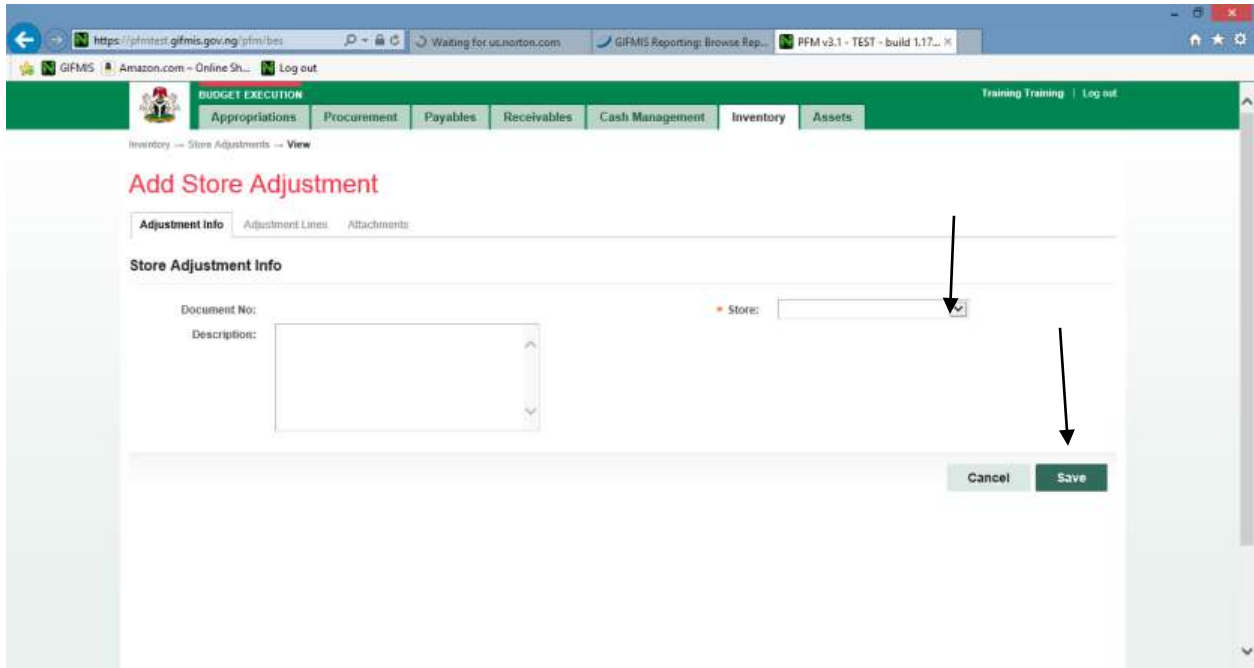 https://pfmtest.gifmis.gov.ng/pfm/bes
Waiting for us.norton.com
GIFMIS Reporting: Browse Rep...
PFM v3.1 - TEST - build 1.17...
GIFMIS
Amazon.com – Online Sh...
Log out
BUDGET EXECUTION
Training Training | Log out
Appropriations
Procurement
Payables
Receivables
Cash Management
Inventory
Assets
Inventory → Store Adjustments → View
Add Store Adjustment
Adjustment Info
Adjustment Lines
Attachments
Store Adjustment Info
Document No:
* Store:
Description:
Cancel
Save